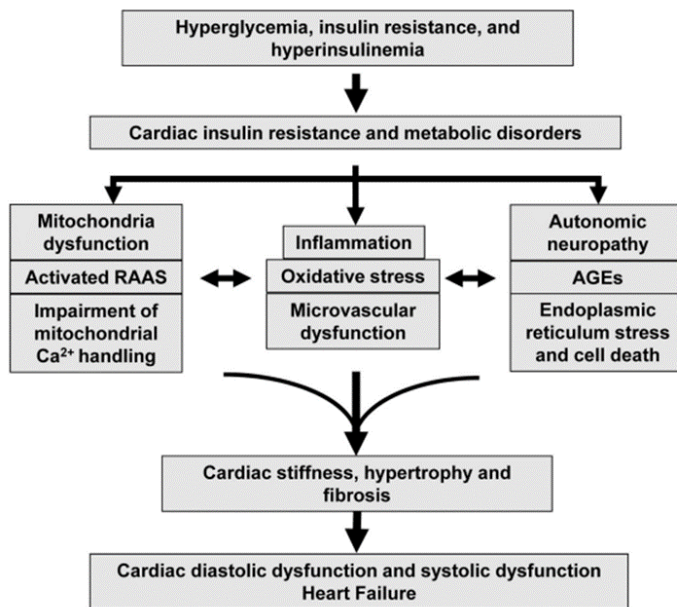 Hyperglycemia, insulin resistance, and
hyperinsulinemia
Cardiac insulin resistance and metabolic disorders
Mitochondria
dysfunction
Activated RAAS
Impairment of
mitochondrial
Ca²⁺ handling
Inflammation
Oxidative stress
Microvascular
dysfunction
Autonomic
neuropathy
AGEs
Endoplasmic
reticulum stress
and cell death
Cardiac stiffness, hypertrophy and
fibrosis
Cardiac diastolic dysfunction and systolic dysfunction
Heart Failure